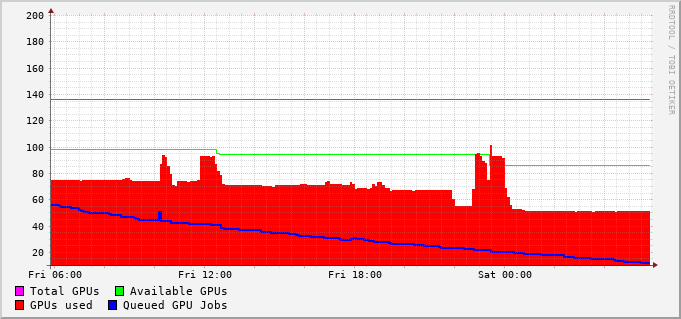 200
180
160
140
120
100
80
60
40
20
Fri 06:00 Fri 12:00 Fri 18:00 Sat 00:00
Total GPUs Available GPUs
GPUs used Queued GPU Jobs
RRDTOOL / TOBI OETIKER